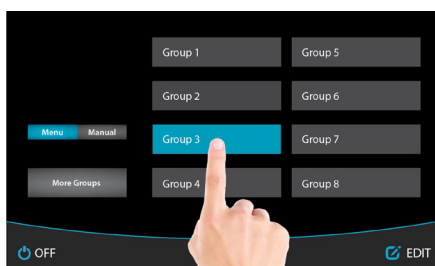 Group 1
Group 5
Group 2
Group 6
Menu
Manual
Group 3
Group 7
More Groups
Group 4
Group 8
OFF
EDIT